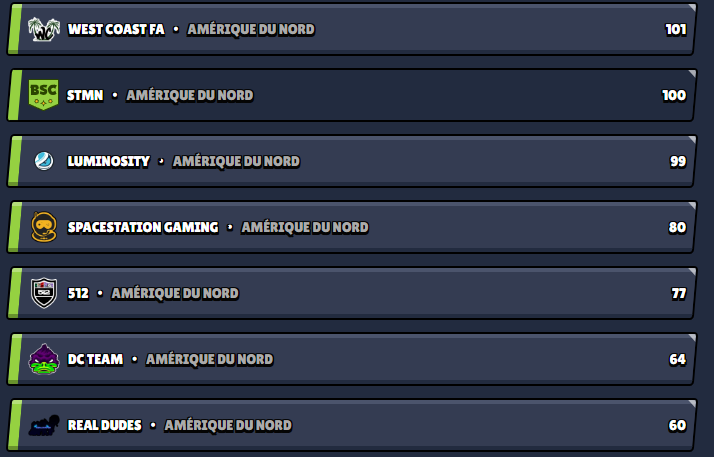 WEST COAST FA • AMÉRIQUE DU NORD 101
BSC STMN • AMÉRIQUE DU NORD 100
LUMINOSITY • AMÉRIQUE DU NORD 99
SPACESTATION GAMING • AMÉRIQUE DU NORD 80
512 • AMÉRIQUE DU NORD 77
DC TEAM • AMÉRIQUE DU NORD 64
REAL DUDES • AMÉRIQUE DU NORD 60